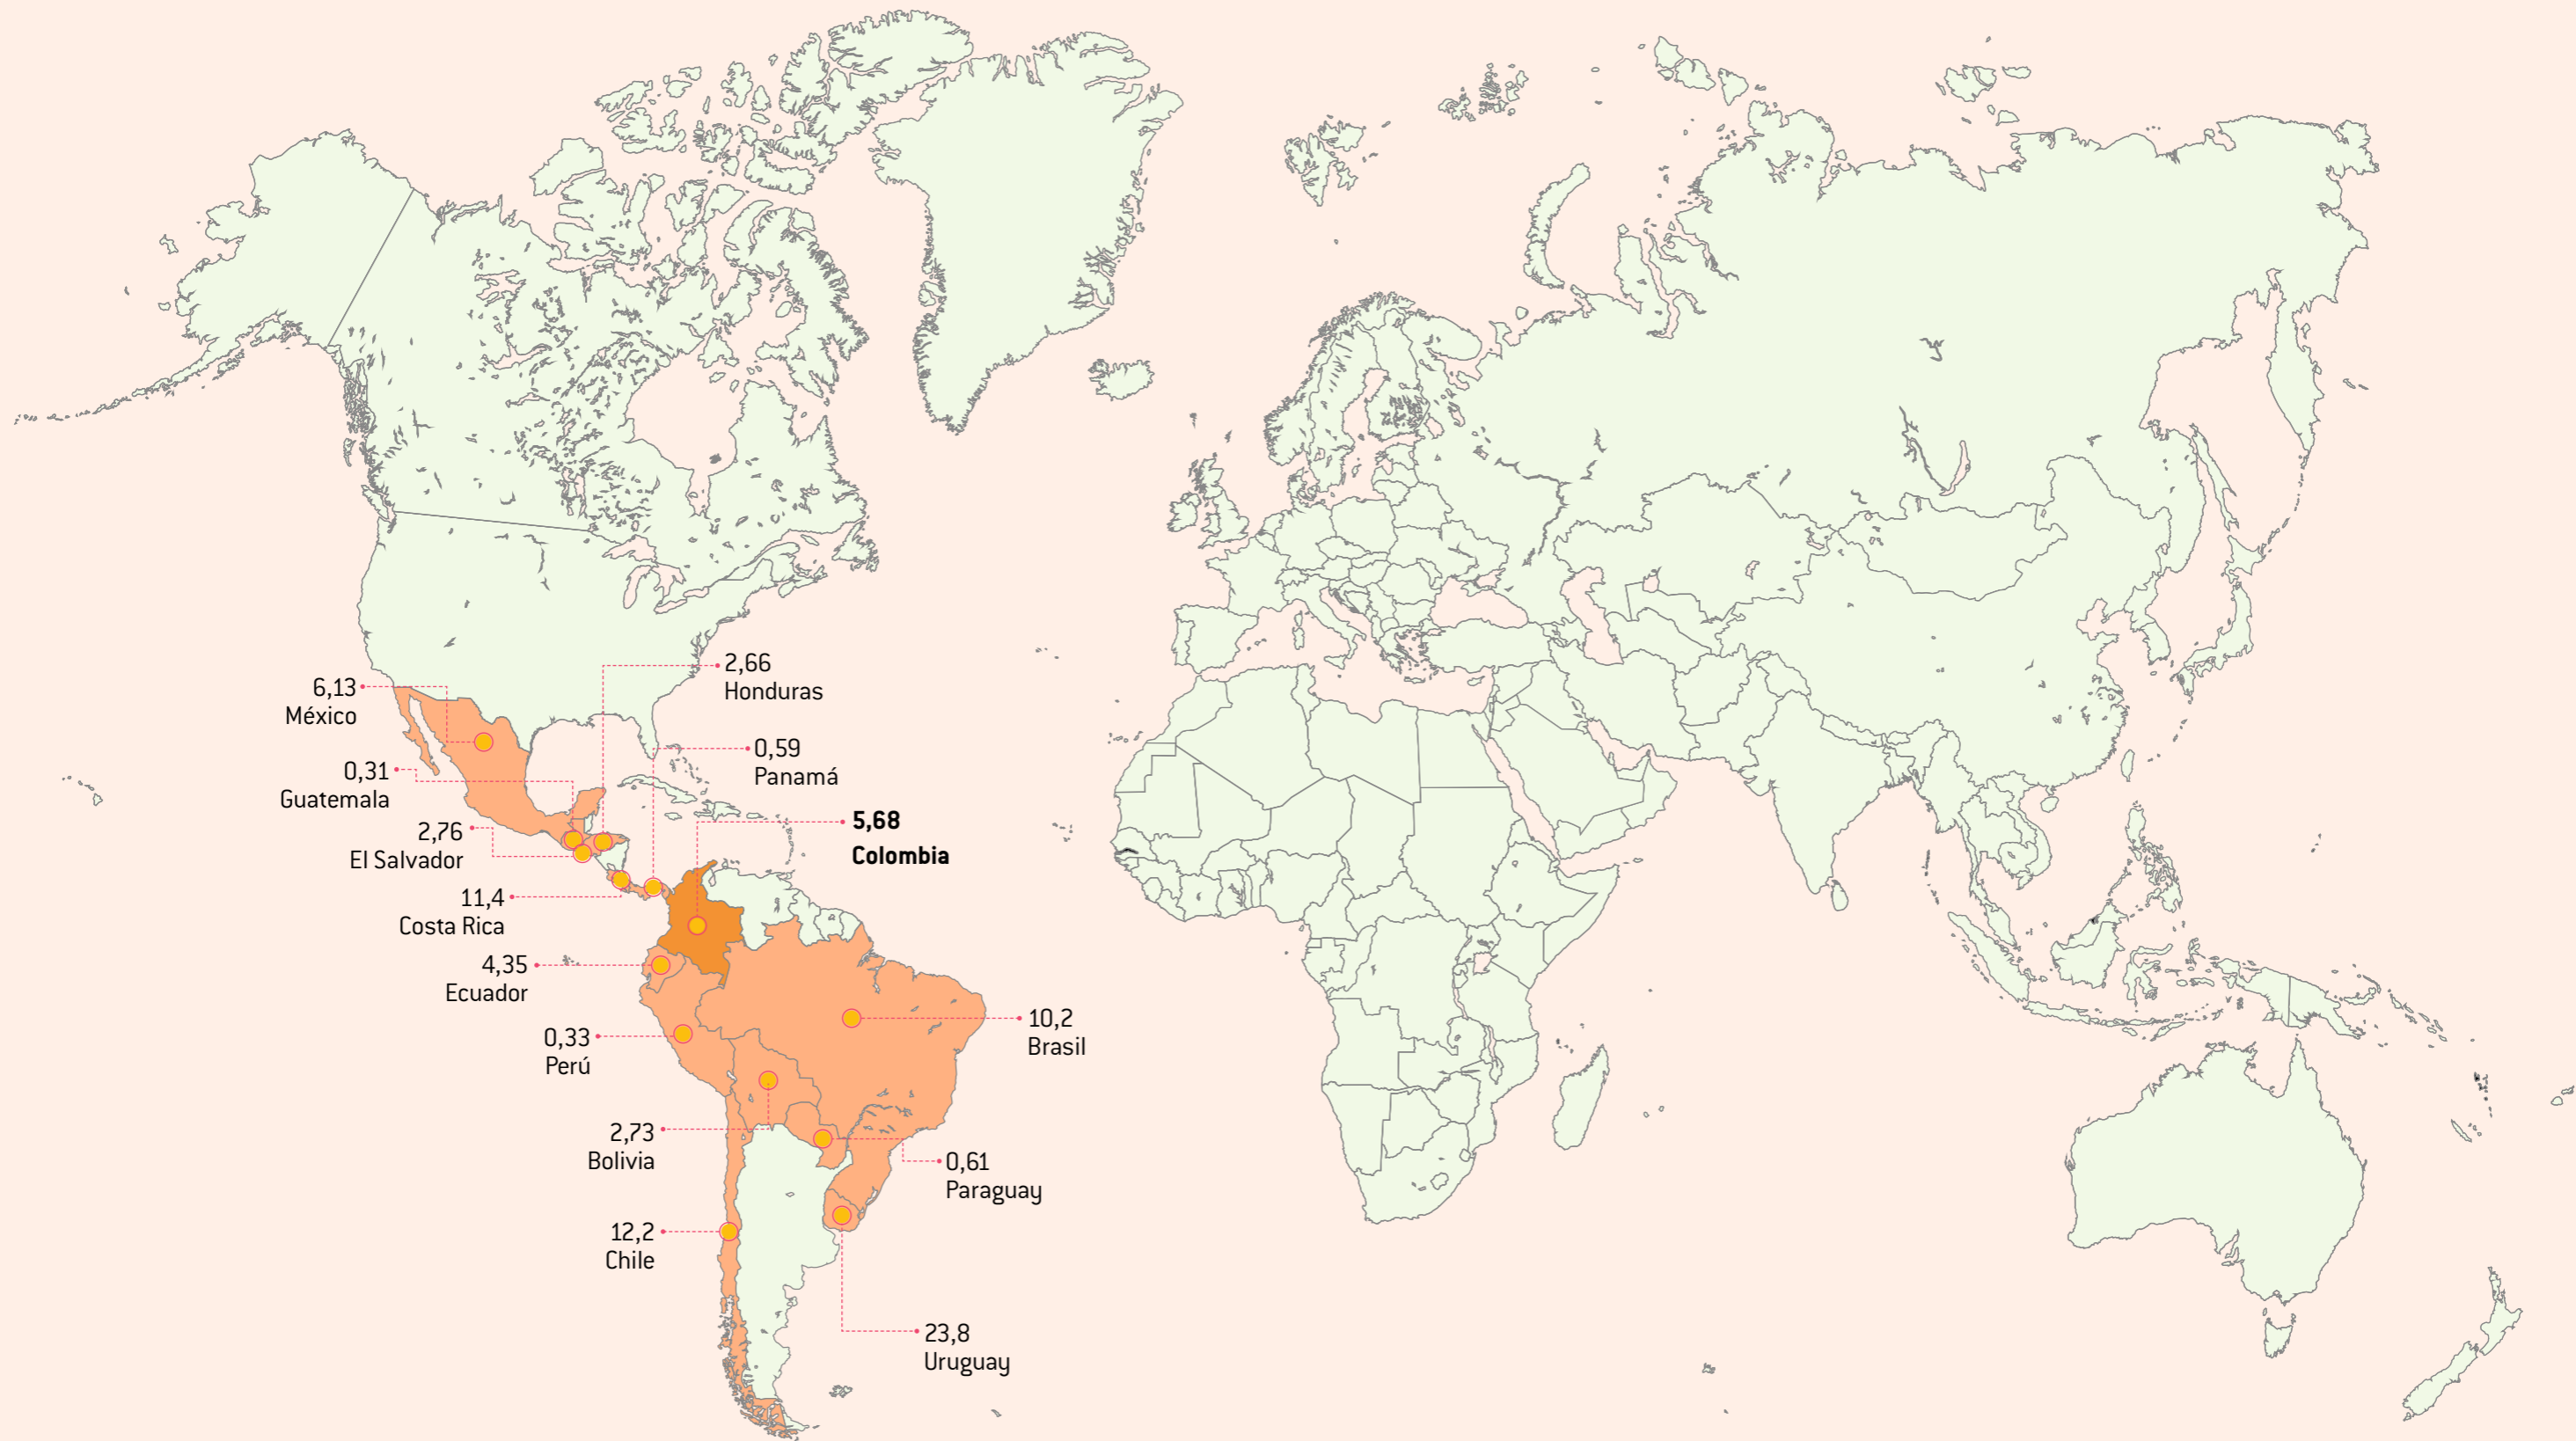 2,66
Honduras
6,13
México
0,59
Panamá
0,31
Guatemala
5,68
Colombia
2,76
El Salvador
11,4
Costa Rica
4,35
Ecuador
10,2
Brasil
0,33
Perú
2,73
Bolivia
0,61
Paraguay
12,2
Chile
23,8
Uruguay